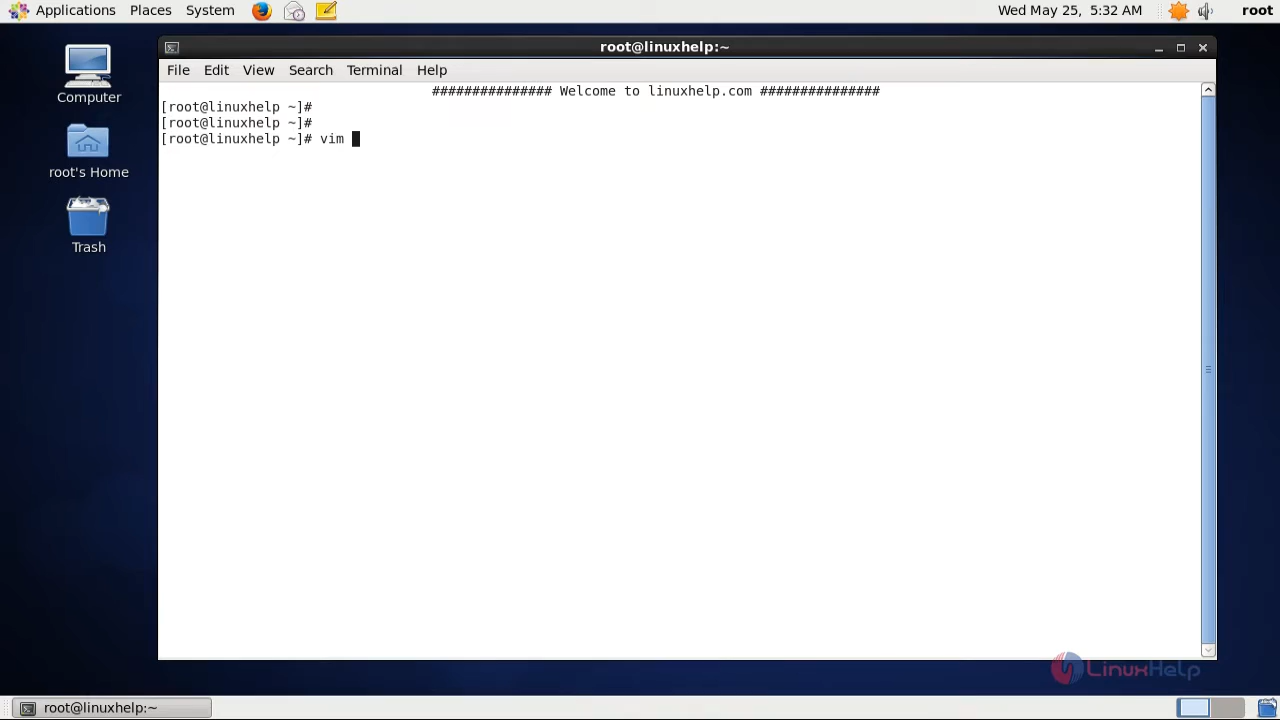 Applications Places System Wed May 25, 5:32 AM root
root@linuxhelp:~
File Edit View Search Terminal Help
############### Welcome to linuxhelp.com ###############
[root@linuxhelp ~]#
[root@linuxhelp ~]#
[root@linuxhelp ~]# vim
Computer
root's Home
Trash
LinuxHelp
root@linuxhelp:~